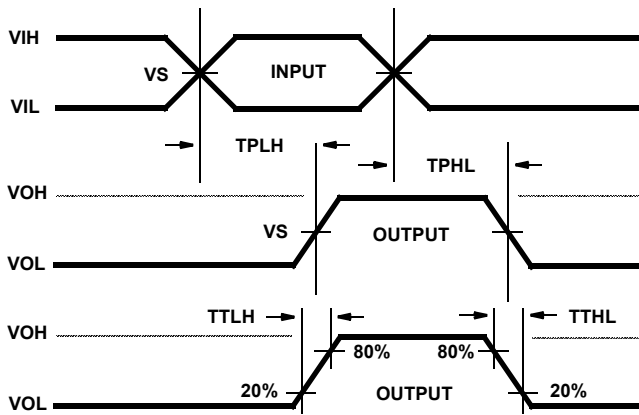 VIH
VS
INPUT
VIL
TPLH
TPHL
VOH
VS
OUTPUT
VOL
TTLH
TTHL
VOH
80%
80%
20%
OUTPUT
20%
VOL